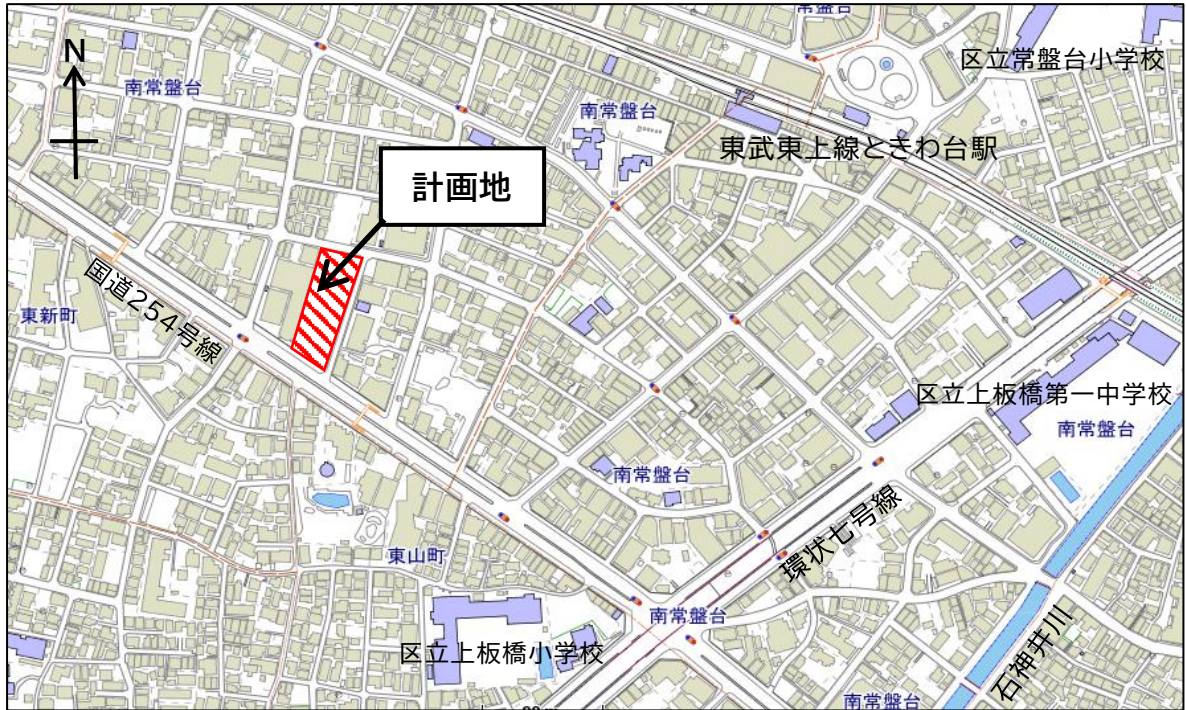 常盤台
区立常盤台小学校
N
南常盤台
南常盤台
東武東上線ときわ台駅
計画地
国道254号線
東新町
区立上板橋第一中学校
南常盤台
南常盤台
環状七号線
東山町
南常盤台
区立上板橋小学校
石神井川
南常盤台